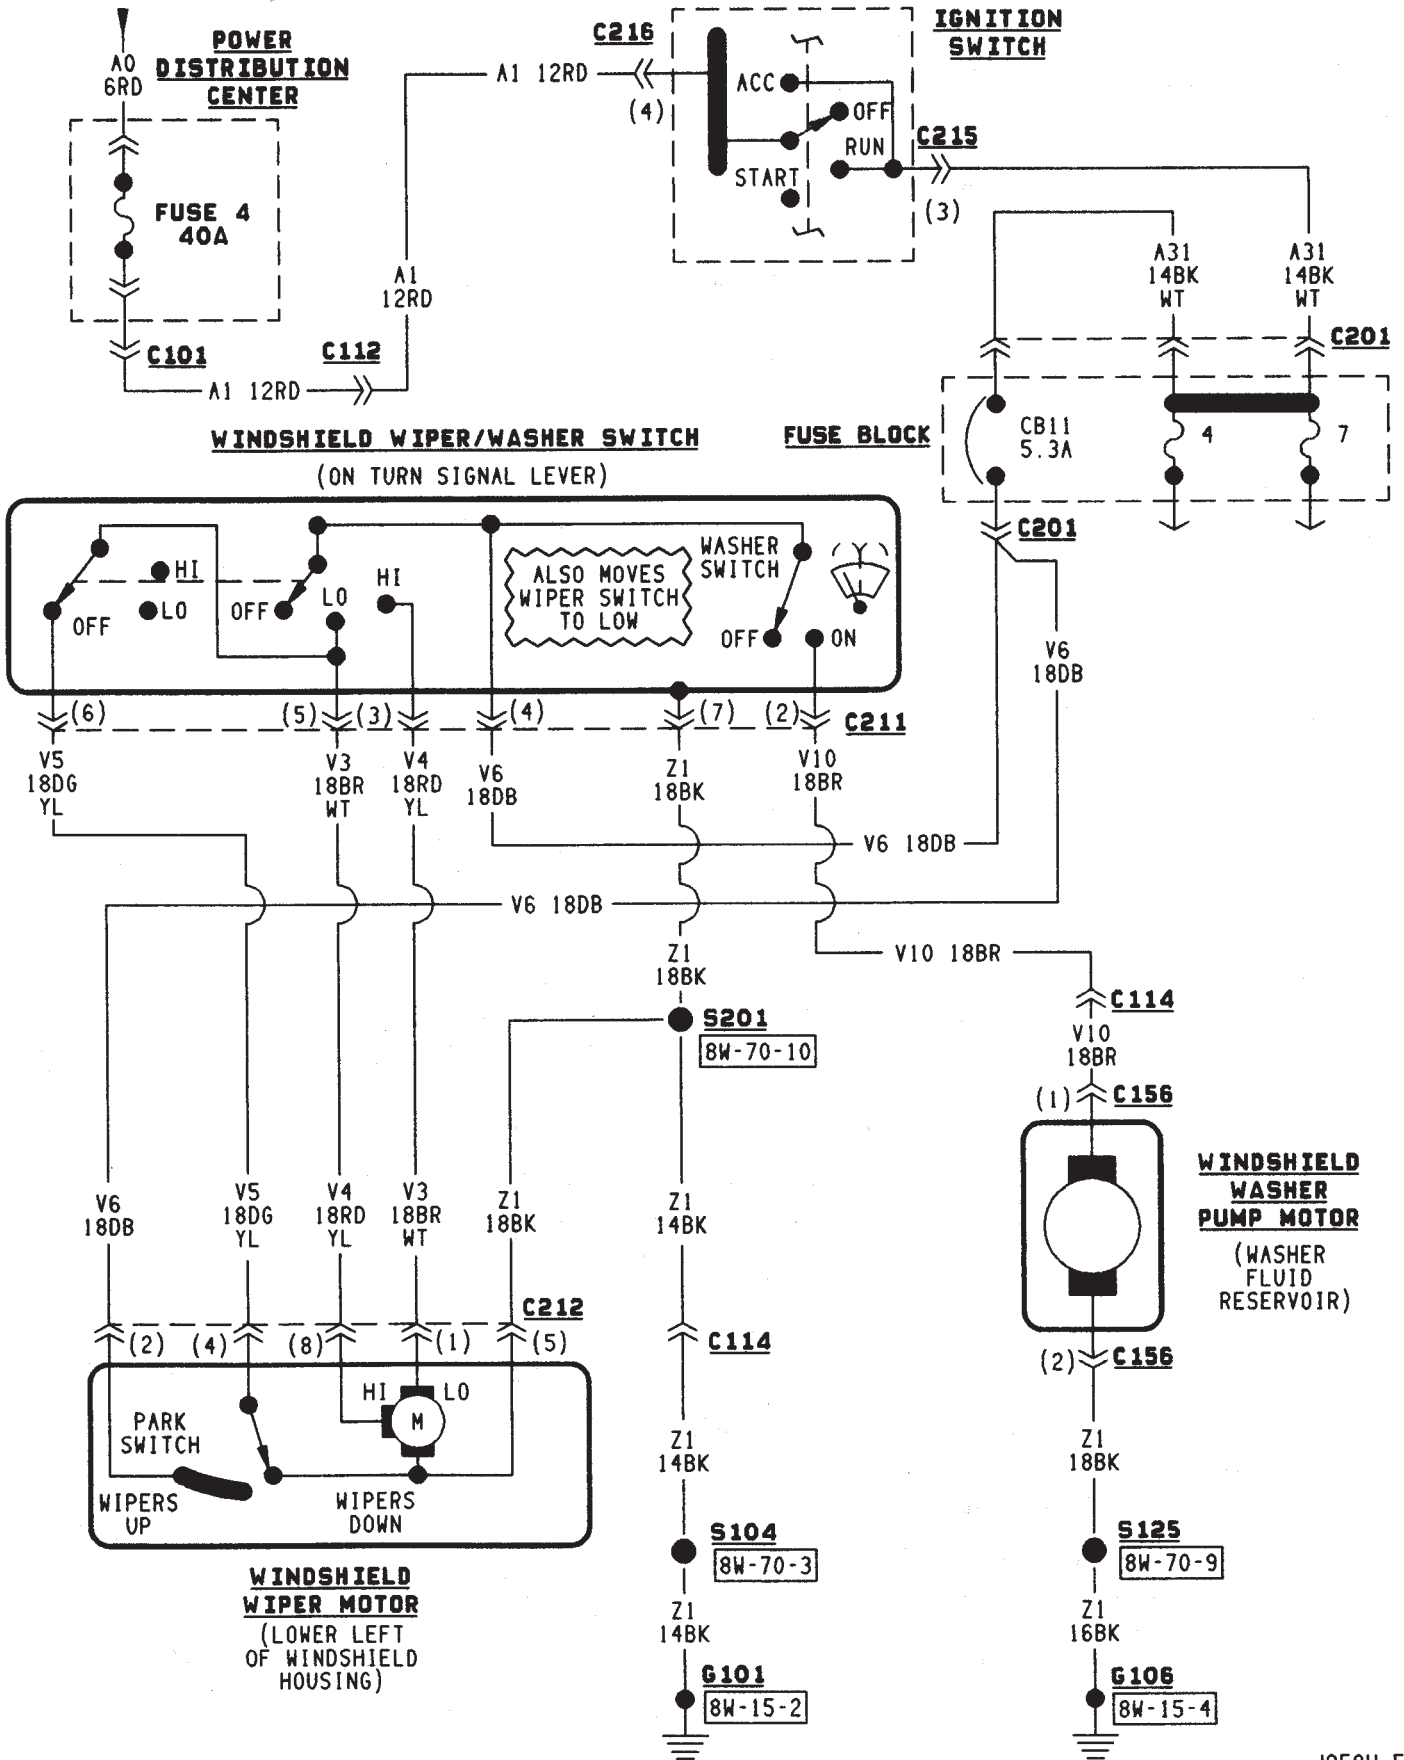 A0
6RD
POWER
DISTRIBUTION
CENTER
FUSE 4
40A
C101
C112
A1 12RD
A1
12RD
A1 12RD
C216
(4)
IGNITION
SWITCH
ACC
OFF
RUN
START
C215
(3)
A31
14BK
WT
A31
14BK
WT
C201
FUSE BLOCK
CB11
5.3A
4
7
C201
WINDSHIELD WIPER/WASHER SWITCH
(ON TURN SIGNAL LEVER)
HI
LO
OFF
OFF
LO
HI
ALSO MOVES
WIPER SWITCH
TO LOW
WASHER
SWITCH
OFF
ON
V6
18DB
(6)
(5)
(3)
(4)
(7)
(2)
C211
V5
18DG
YL
V3
18BR
WT
V4
18RD
YL
V6
18DB
Z1
18BK
V10
18BR
V6 18DB
V6 18DB
Z1
18BK
V10 18BR
C114
S201
8W-70-10
V10
18BR
(1)
C156
WINDSHIELD
WASHER
PUMP MOTOR
(WASHER
FLUID
RESERVOIR)
V6
18DB
V5
18DG
YL
V4
18RD
YL
V3
18BR
WT
Z1
18BK
Z1
14BK
C212
(2)
(4)
(8)
(1)
(5)
C114
(2)
C156
HI
LO
M
PARK
SWITCH
WIPERS
UP
WIPERS
DOWN
Z1
14BK
Z1
18BK
S104
8W-70-3
S125
8W-70-9
WINDSHIELD
WIPER MOTOR
(LOWER LEFT
OF WINDSHIELD
HOUSING)
Z1
14BK
Z1
16BK
G101
8W-15-2
G106
8W-15-4